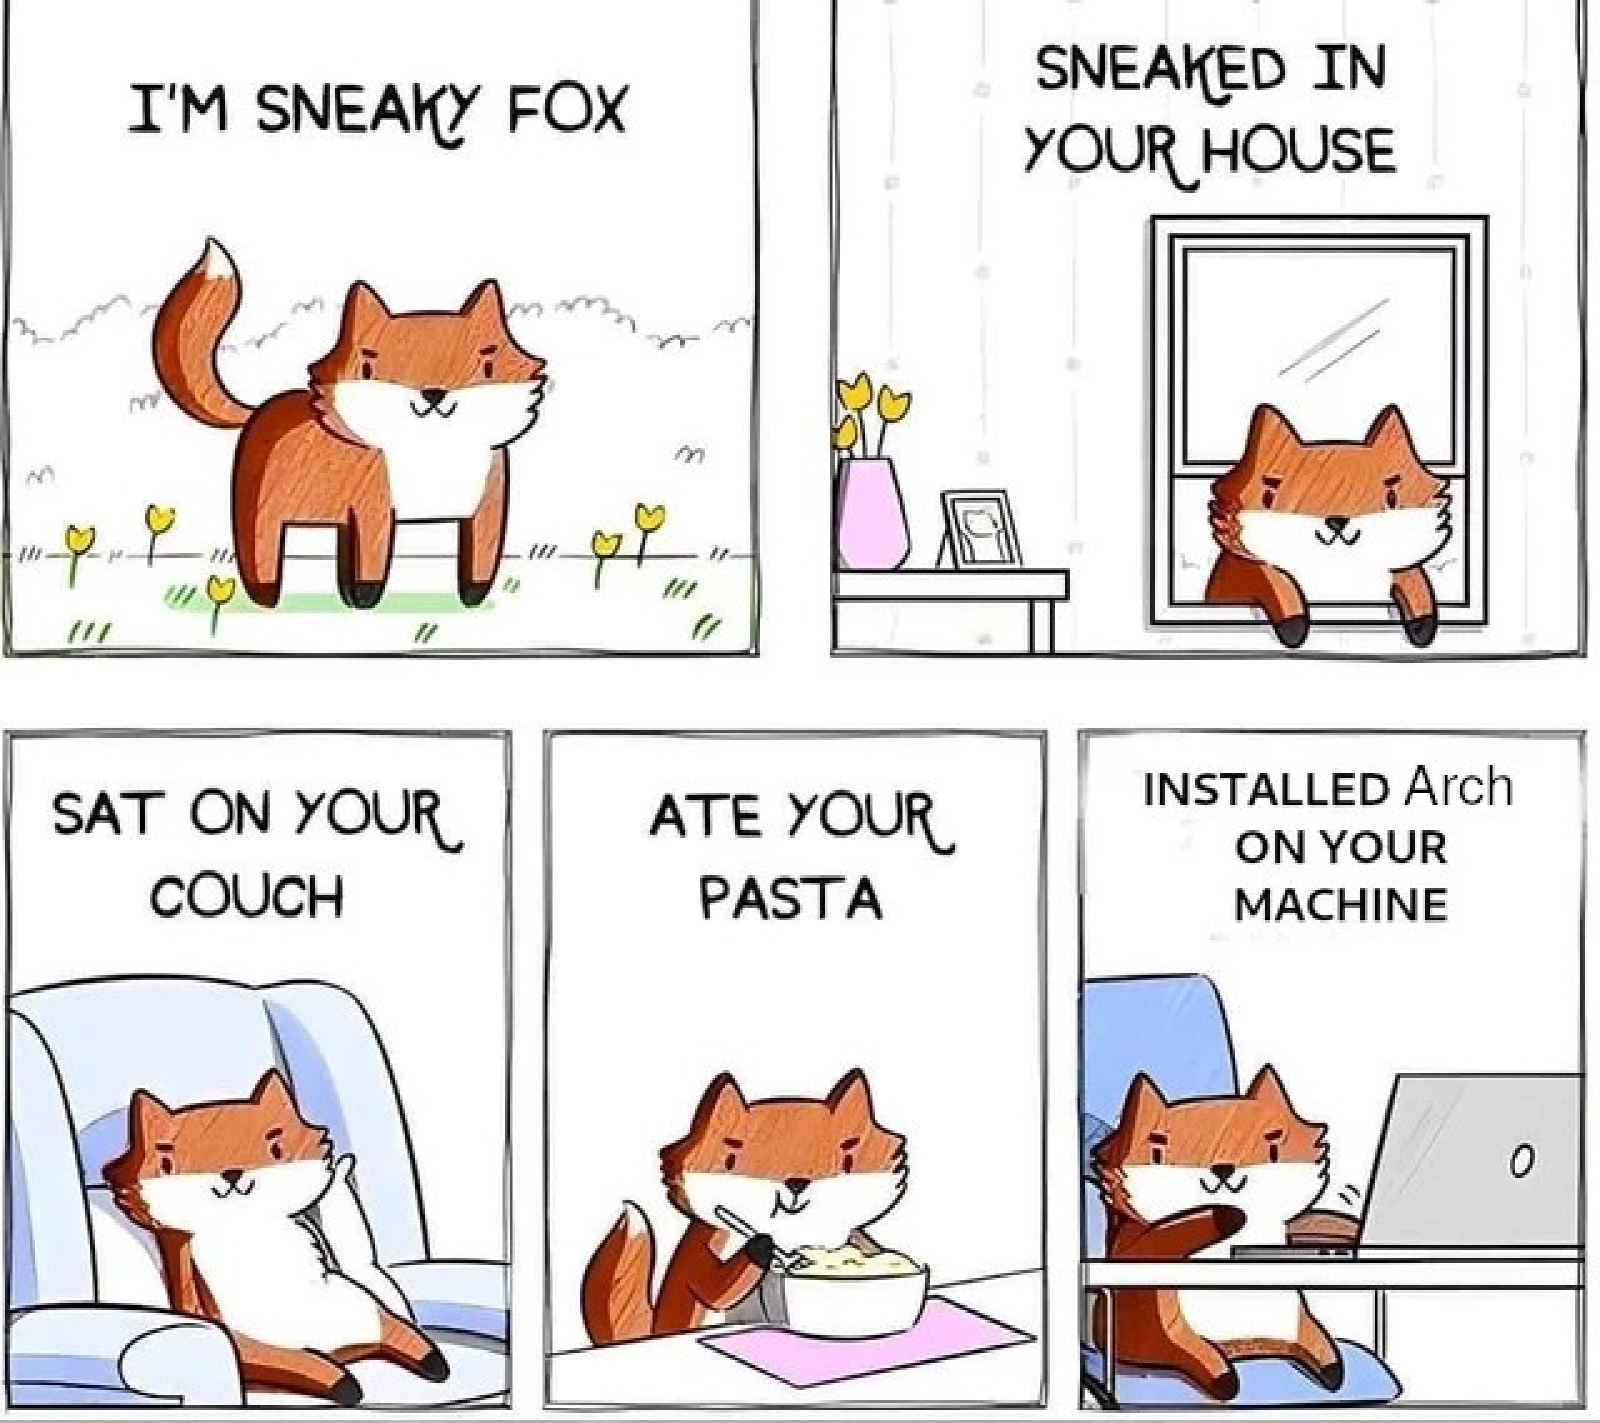 I'M SNEAKY FOX
SNEAKED IN
YOUR HOUSE
SAT ON YOUR
COUCH
ATE YOUR
PASTA
INSTALLED Arch
ON YOUR
MACHINE